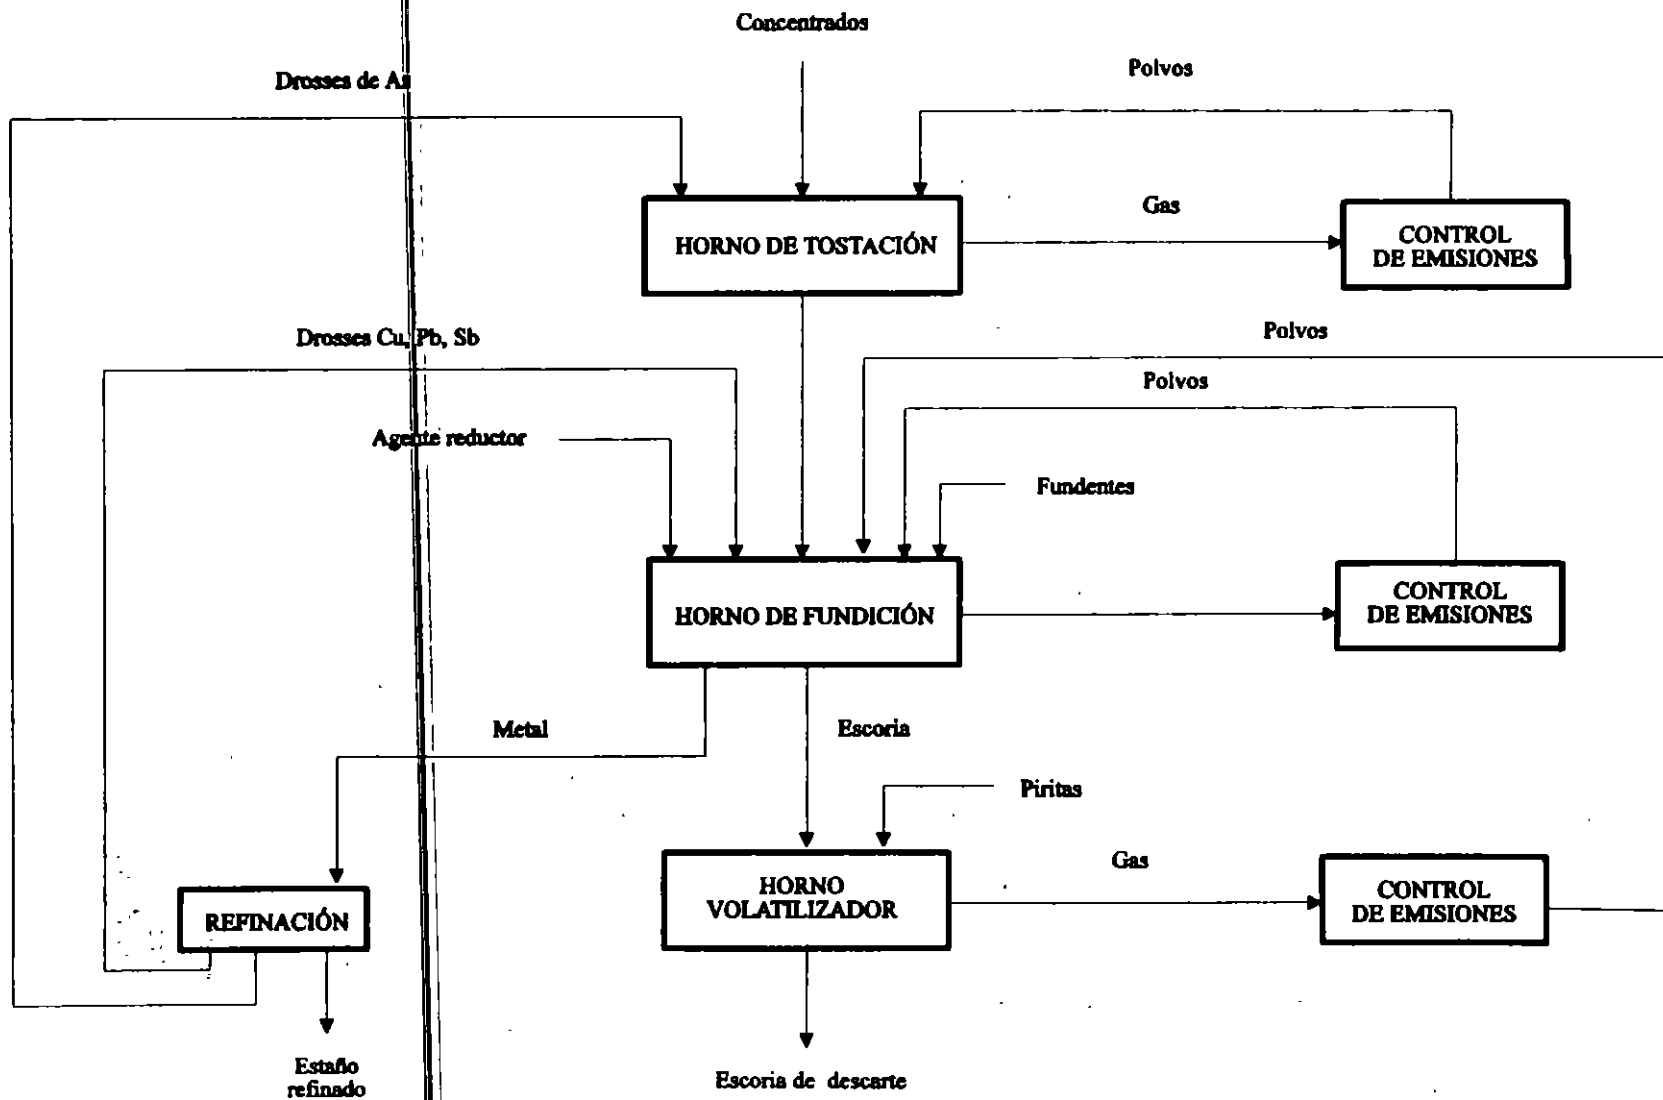 Concentrados
Drosses de As
Polvos
Gas
HORNO DE TOSTACIÓN
CONTROL
DE EMISIONES
Drosses Cu, Pb, Sb
Polvos
Polvos
Agente reductor
Fundentes
HORNO DE FUNDICIÓN
CONTROL
DE EMISIONES
Metal
Escoria
Piritas
Gas
HORNO
VOLATILIZADOR
CONTROL
DE EMISIONES
REFINACIÓN
Estaño
refinado
Escoria de descarte